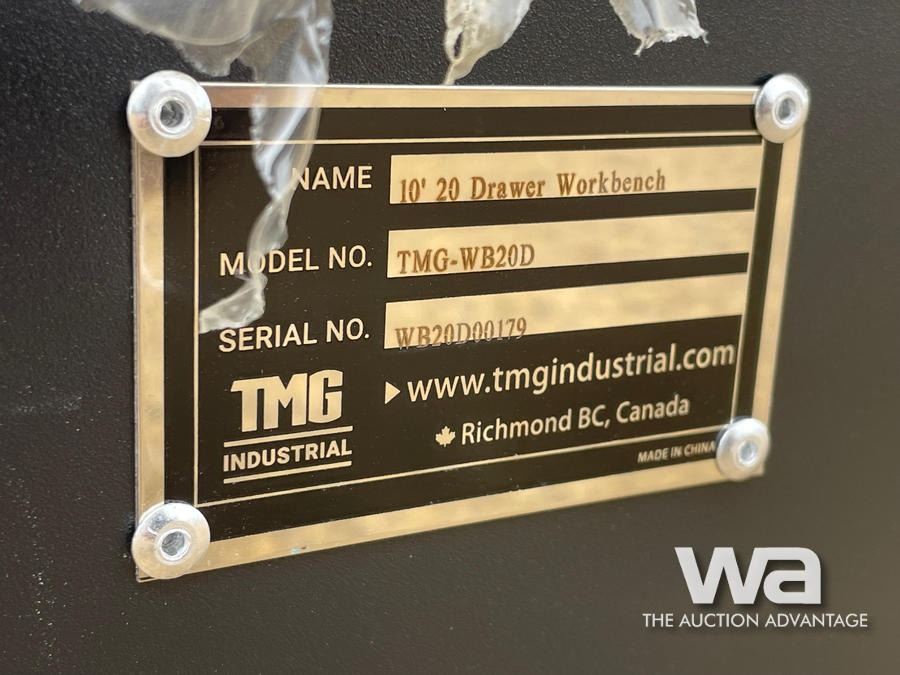 NAME 10' 20 Drawer Workbench
MODEL NO. TMG-WB20D
SERIAL NO. WB20D00179
TMG
INDUSTRIAL
www.tmgindustrial.com
Richmond BC, Canada
MADE IN CHINA
wa
THE AUCTION ADVANTAGE